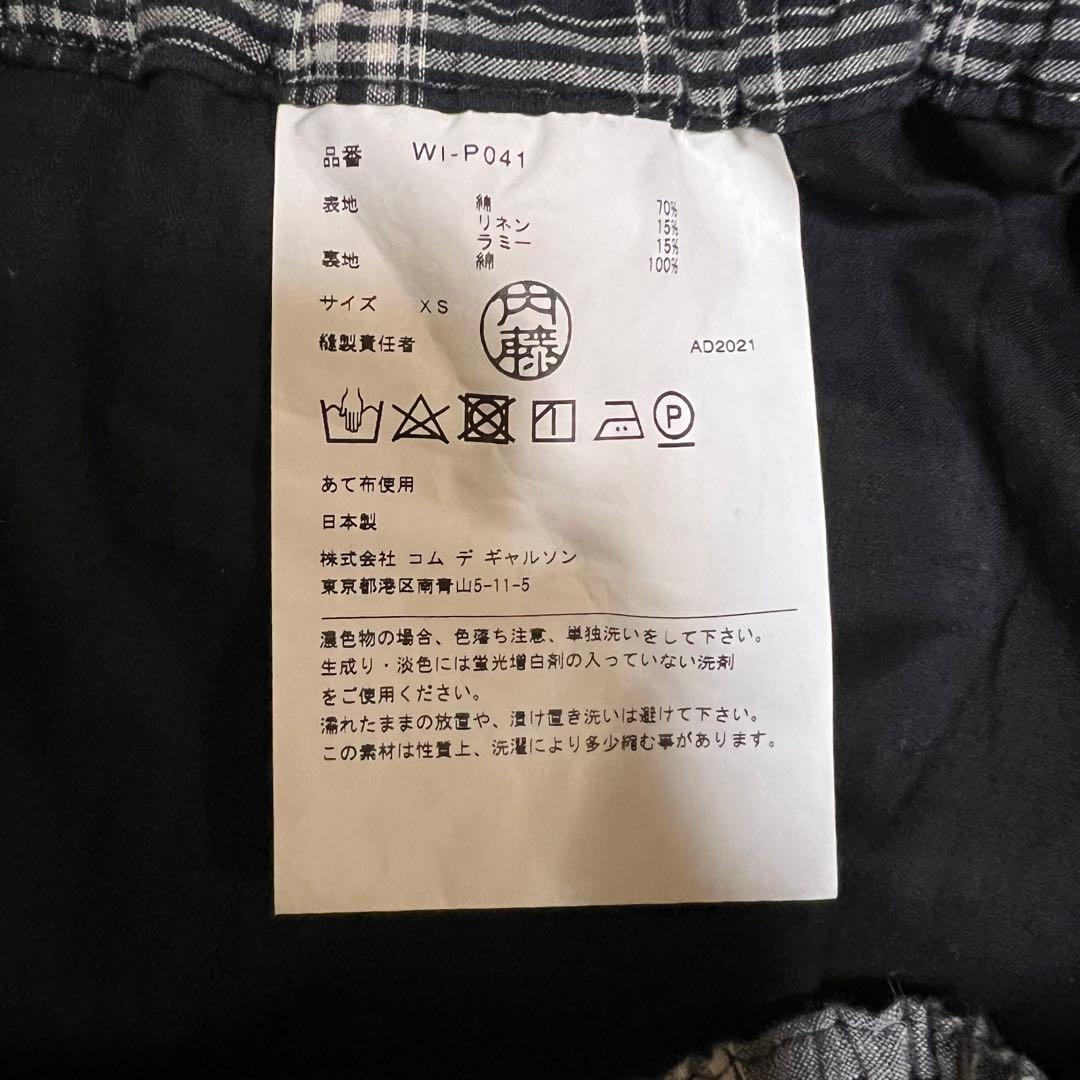 品番 WI-P041
表地 綿 70%
リネン 15%
ラミー 15%
裏地 綿 100%
サイズ XS
内藤
縫製責任者 AD2021
P
あて布使用
日本製
株式会社 コム デ ギャルソン
東京都港区南青山5-11-5
濃色物の場合、色落ち注意、単独洗いをして下さい。
生成り・淡色には蛍光増白剤の入っていない洗剤
をご使用ください。
濡れたままの放置や、漬け置き洗いは避けて下さい。
この素材は性質上、洗濯により多少縮む事があります。